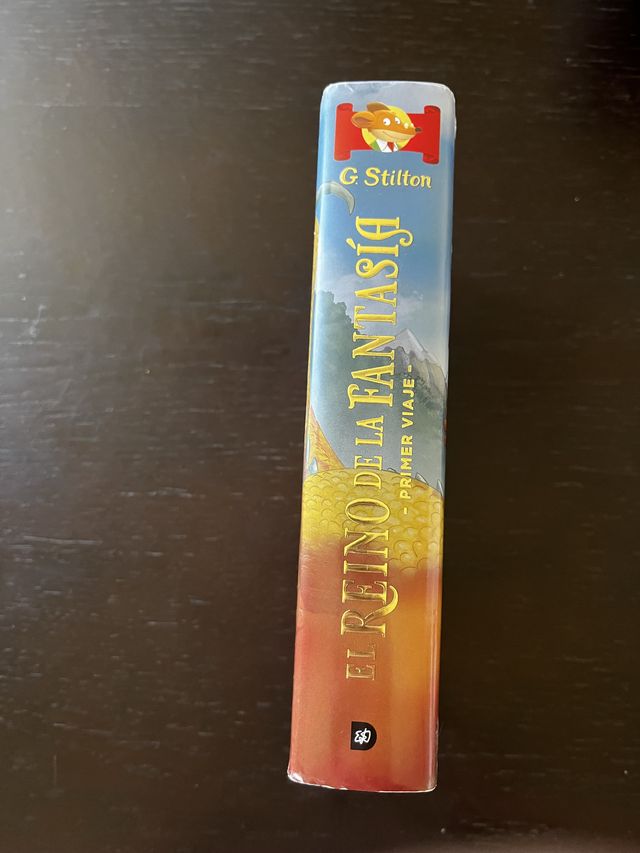 G. Stilton
EL REINO DE LA FANTASÍA
- PRIMER VIAJE -